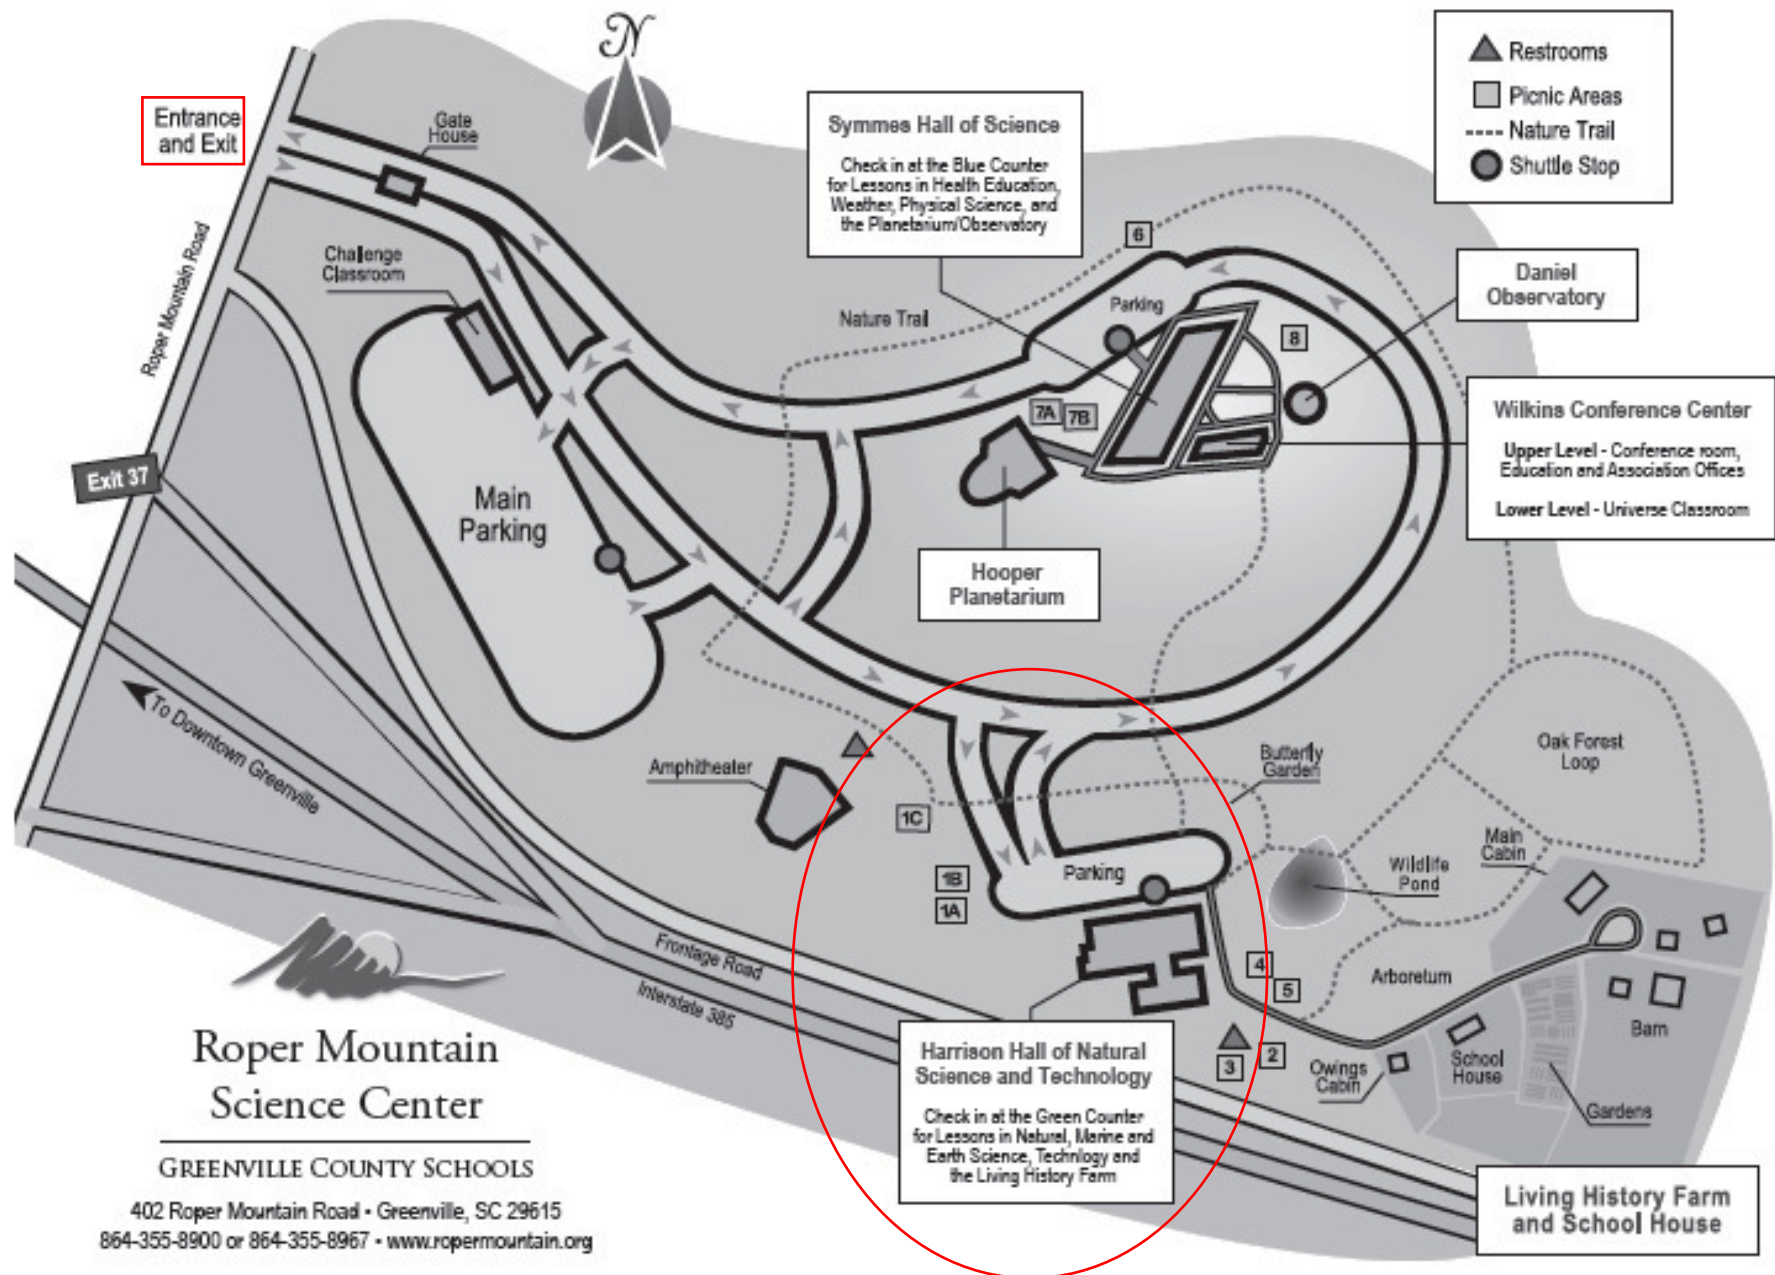 N
Restrooms
Picnic Areas
Nature Trail
Shuttle Stop
Entrance
and Exit
Gate
House
Symmes Hall of Science
Check in at the Blue Counter
for Lessons in Health Education,
Weather, Physical Science, and
the Planetarium/Observatory
6
Daniel
Observatory
Challenge
Classroom
Roper Mountain Road
Nature Trail
Parking
8
7A
7B
Wilkins Conference Center
Upper Level - Conference room,
Education and Association Offices
Lower Level - Universe Classroom
Exit 37
Main
Parking
Hooper
Planetarium
To Downtown Greenville
Amphitheater
Butterfly
Garden
Oak Forest
Loop
1C
Main
Cabin
Wildlife
Pond
Parking
1B
1A
Frontage Road
Interstate 385
4
5
Arboretum
Barn
3
2
Owings
Cabin
School
House
Gardens
Harrison Hall of Natural
Science and Technology
Check in at the Green Counter
for Lessons in Natural, Marine and
Earth Science, Technlogy and
the Living History Farm
Roper Mountain
Science Center
GREENVILLE COUNTY SCHOOLS
402 Roper Mountain Road • Greenville, SC 29615
864-355-8900 or 864-355-8967 • www.ropermountain.org
Living History Farm
and School House